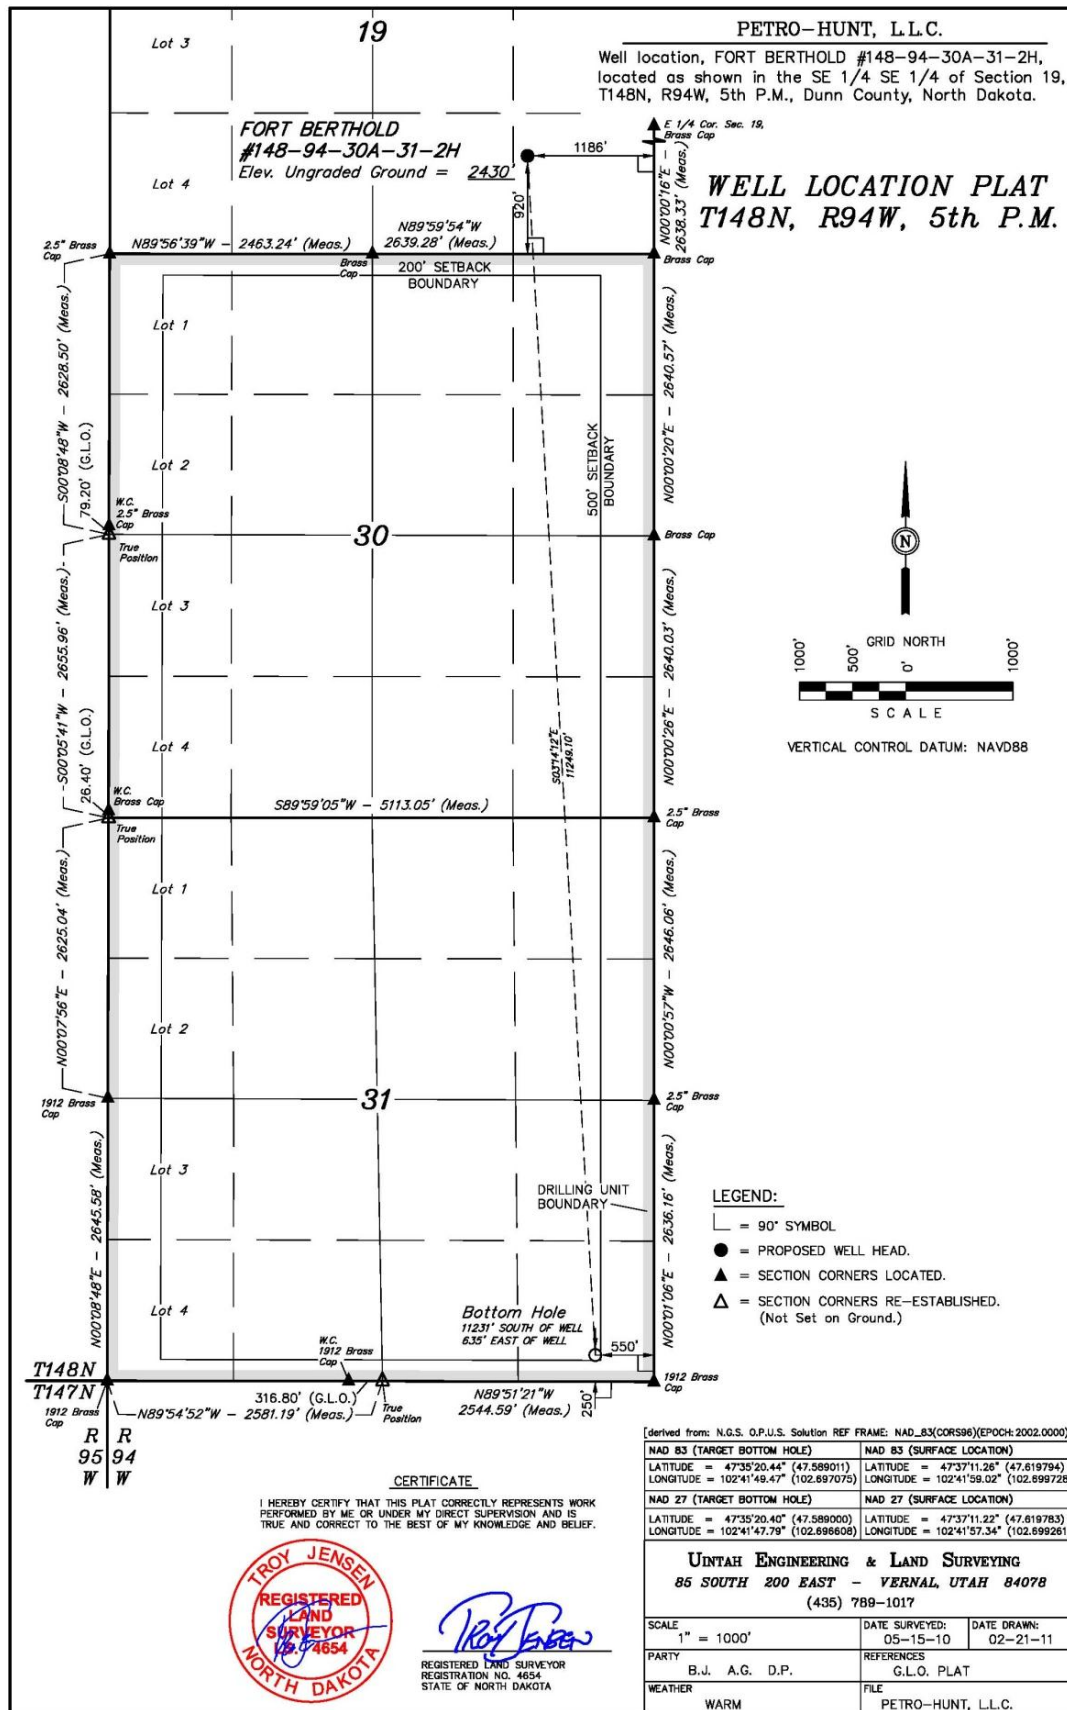 PETRO-HUNT, L.L.C.
Well location, FORT BERTHOLD #148-94-30A-31-2H,
located as shown in the SE 1/4 SE 1/4 of Section 19,
T148N, R94W, 5th P.M., Dunn County, North Dakota.
WELL LOCATION PLAT
T148N, R94W, 5th P.M.
Lot 3
19
E 1/4 Cor. Sec. 19,
Brass Cap
FORT BERTHOLD
#148-94-30A-31-2H
Elev. Ungraded Ground = 2430'
1186'
920'
N00°00'16"E -
2638.33' (Meas.)
Lot 4
N89°56'39"W - 2463.24' (Meas.)
N89°59'54"W
2639.28' (Meas.)
2.5" Brass
Cap
Brass
Cap
Brass Cap
200' SETBACK
BOUNDARY
Lot 1
S00°08'48"W - 2628.50' (Meas.)
79.20' (G.L.O.)
N00°00'20"E - 2640.57' (Meas.)
500' SETBACK
BOUNDARY
Lot 2
W.C.
2.5" Brass
Cap
True
Position
30
Brass Cap
N
GRID NORTH
1000'
500'
0'
1000'
SCALE
VERTICAL CONTROL DATUM: NAVD88
Lot 3
S00°05'41"W - 2655.96' (Meas.)
26.40' (G.L.O.)
N00°00'26"E - 2640.03' (Meas.)
S03°14'12"E
11249.10'
Lot 4
W.C.
Brass Cap
True
Position
S89°59'05"W - 5113.05' (Meas.)
2.5" Brass
Cap
Lot 1
N00°07'56"E - 2625.04' (Meas.)
N00°00'57"W - 2646.06' (Meas.)
Lot 2
1912 Brass
Cap
31
2.5" Brass
Cap
Lot 3
N00°08'48"E - 2645.58' (Meas.)
N00°01'06"E - 2636.16' (Meas.)
DRILLING UNIT
BOUNDARY
LEGEND:
= 90° SYMBOL
= PROPOSED WELL HEAD.
= SECTION CORNERS LOCATED.
= SECTION CORNERS RE-ESTABLISHED.
(Not Set on Ground.)
Lot 4
Bottom Hole
11231' SOUTH OF WELL
635' EAST OF WELL
550'
250'
W.C.
1912 Brass
Cap
T148N
T147N
1912 Brass
Cap
316.80' (G.L.O.)
N89°54'52"W - 2581.19' (Meas.)
True
Position
N89°51'21"W
2544.59' (Meas.)
1912 Brass
Cap
R R
95 94
W W
[derived from: N.G.S. O.P.U.S. Solution REF FRAME: NAD_83(CORS96)(EPOCH: 2002.0000)
NAD 83 (TARGET BOTTOM HOLE)
LATITUDE = 47°35'20.44" (47.589011)
LONGITUDE = 102°41'49.47" (102.697075)
NAD 83 (SURFACE LOCATION)
LATITUDE = 47°37'11.26" (47.619794)
LONGITUDE = 102°41'59.02" (102.699728
NAD 27 (TARGET BOTTOM HOLE)
LATITUDE = 47°35'20.40" (47.589000)
LONGITUDE = 102°41'47.79" (102.696608)
NAD 27 (SURFACE LOCATION)
LATITUDE = 47°37'11.22" (47.619783)
LONGITUDE = 102°41'57.34" (102.699261
CERTIFICATE
I HEREBY CERTIFY THAT THIS PLAT CORRECTLY REPRESENTS WORK
PERFORMED BY ME OR UNDER MY DIRECT SUPERVISION AND IS
TRUE AND CORRECT TO THE BEST OF MY KNOWLEDGE AND BELIEF.
TROY JENSEN
REGISTERED
LAND
SURVEYOR
4654
NORTH DAKOTA
Troy Jensen
REGISTERED LAND SURVEYOR
REGISTRATION NO. 4654
STATE OF NORTH DAKOTA
UINTAH ENGINEERING & LAND SURVEYING
85 SOUTH 200 EAST - VERNAL, UTAH 84078
(435) 789-1017
SCALE
1" = 1000'
DATE SURVEYED:
05-15-10
DATE DRAWN:
02-21-11
PARTY
B.J. A.G. D.P.
REFERENCES
G.L.O. PLAT
WEATHER
WARM
FILE
PETRO-HUNT, L.L.C.